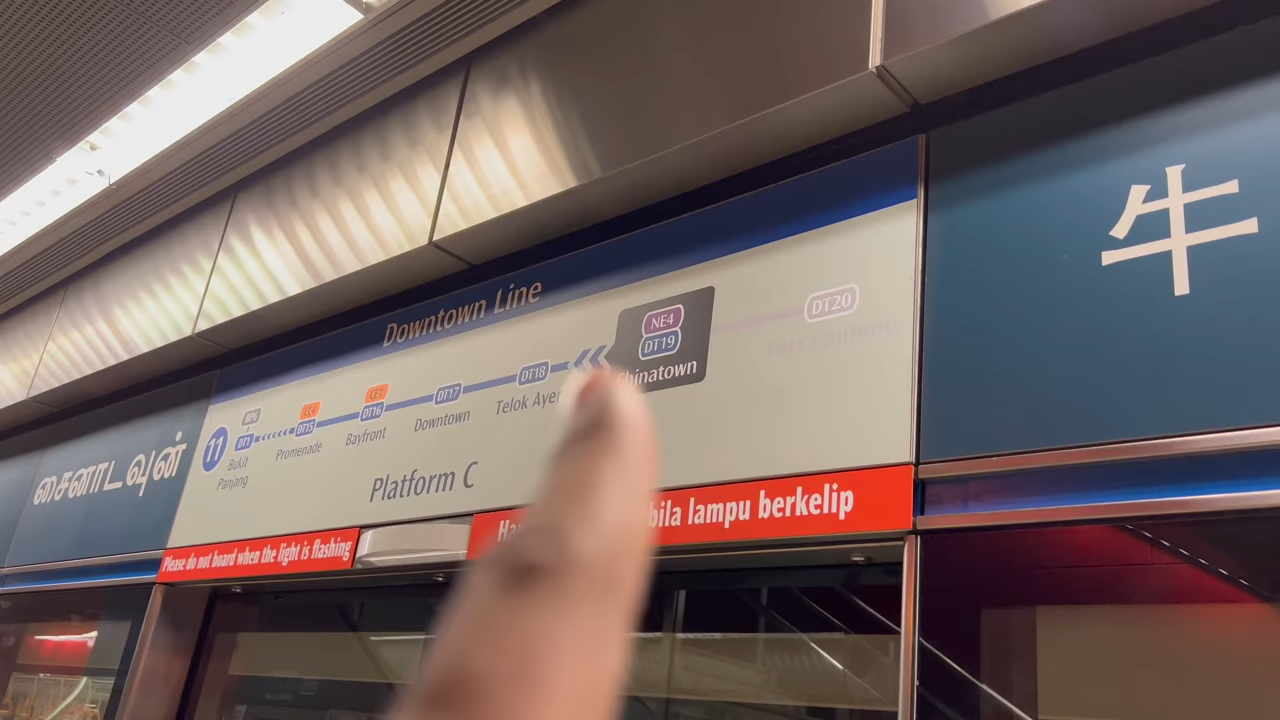 சைனாடவுன்
Downtown Line
11
BP6
DT1
Bukit
Panjang
CC4
DT15
Promenade
CE1
DT16
Bayfront
DT17
Downtown
DT18
Telok Ayer
NE4
DT19
Chinatown
DT20
Platform C
Please do not board when the light is flashing
bila lampu berkelip
牛